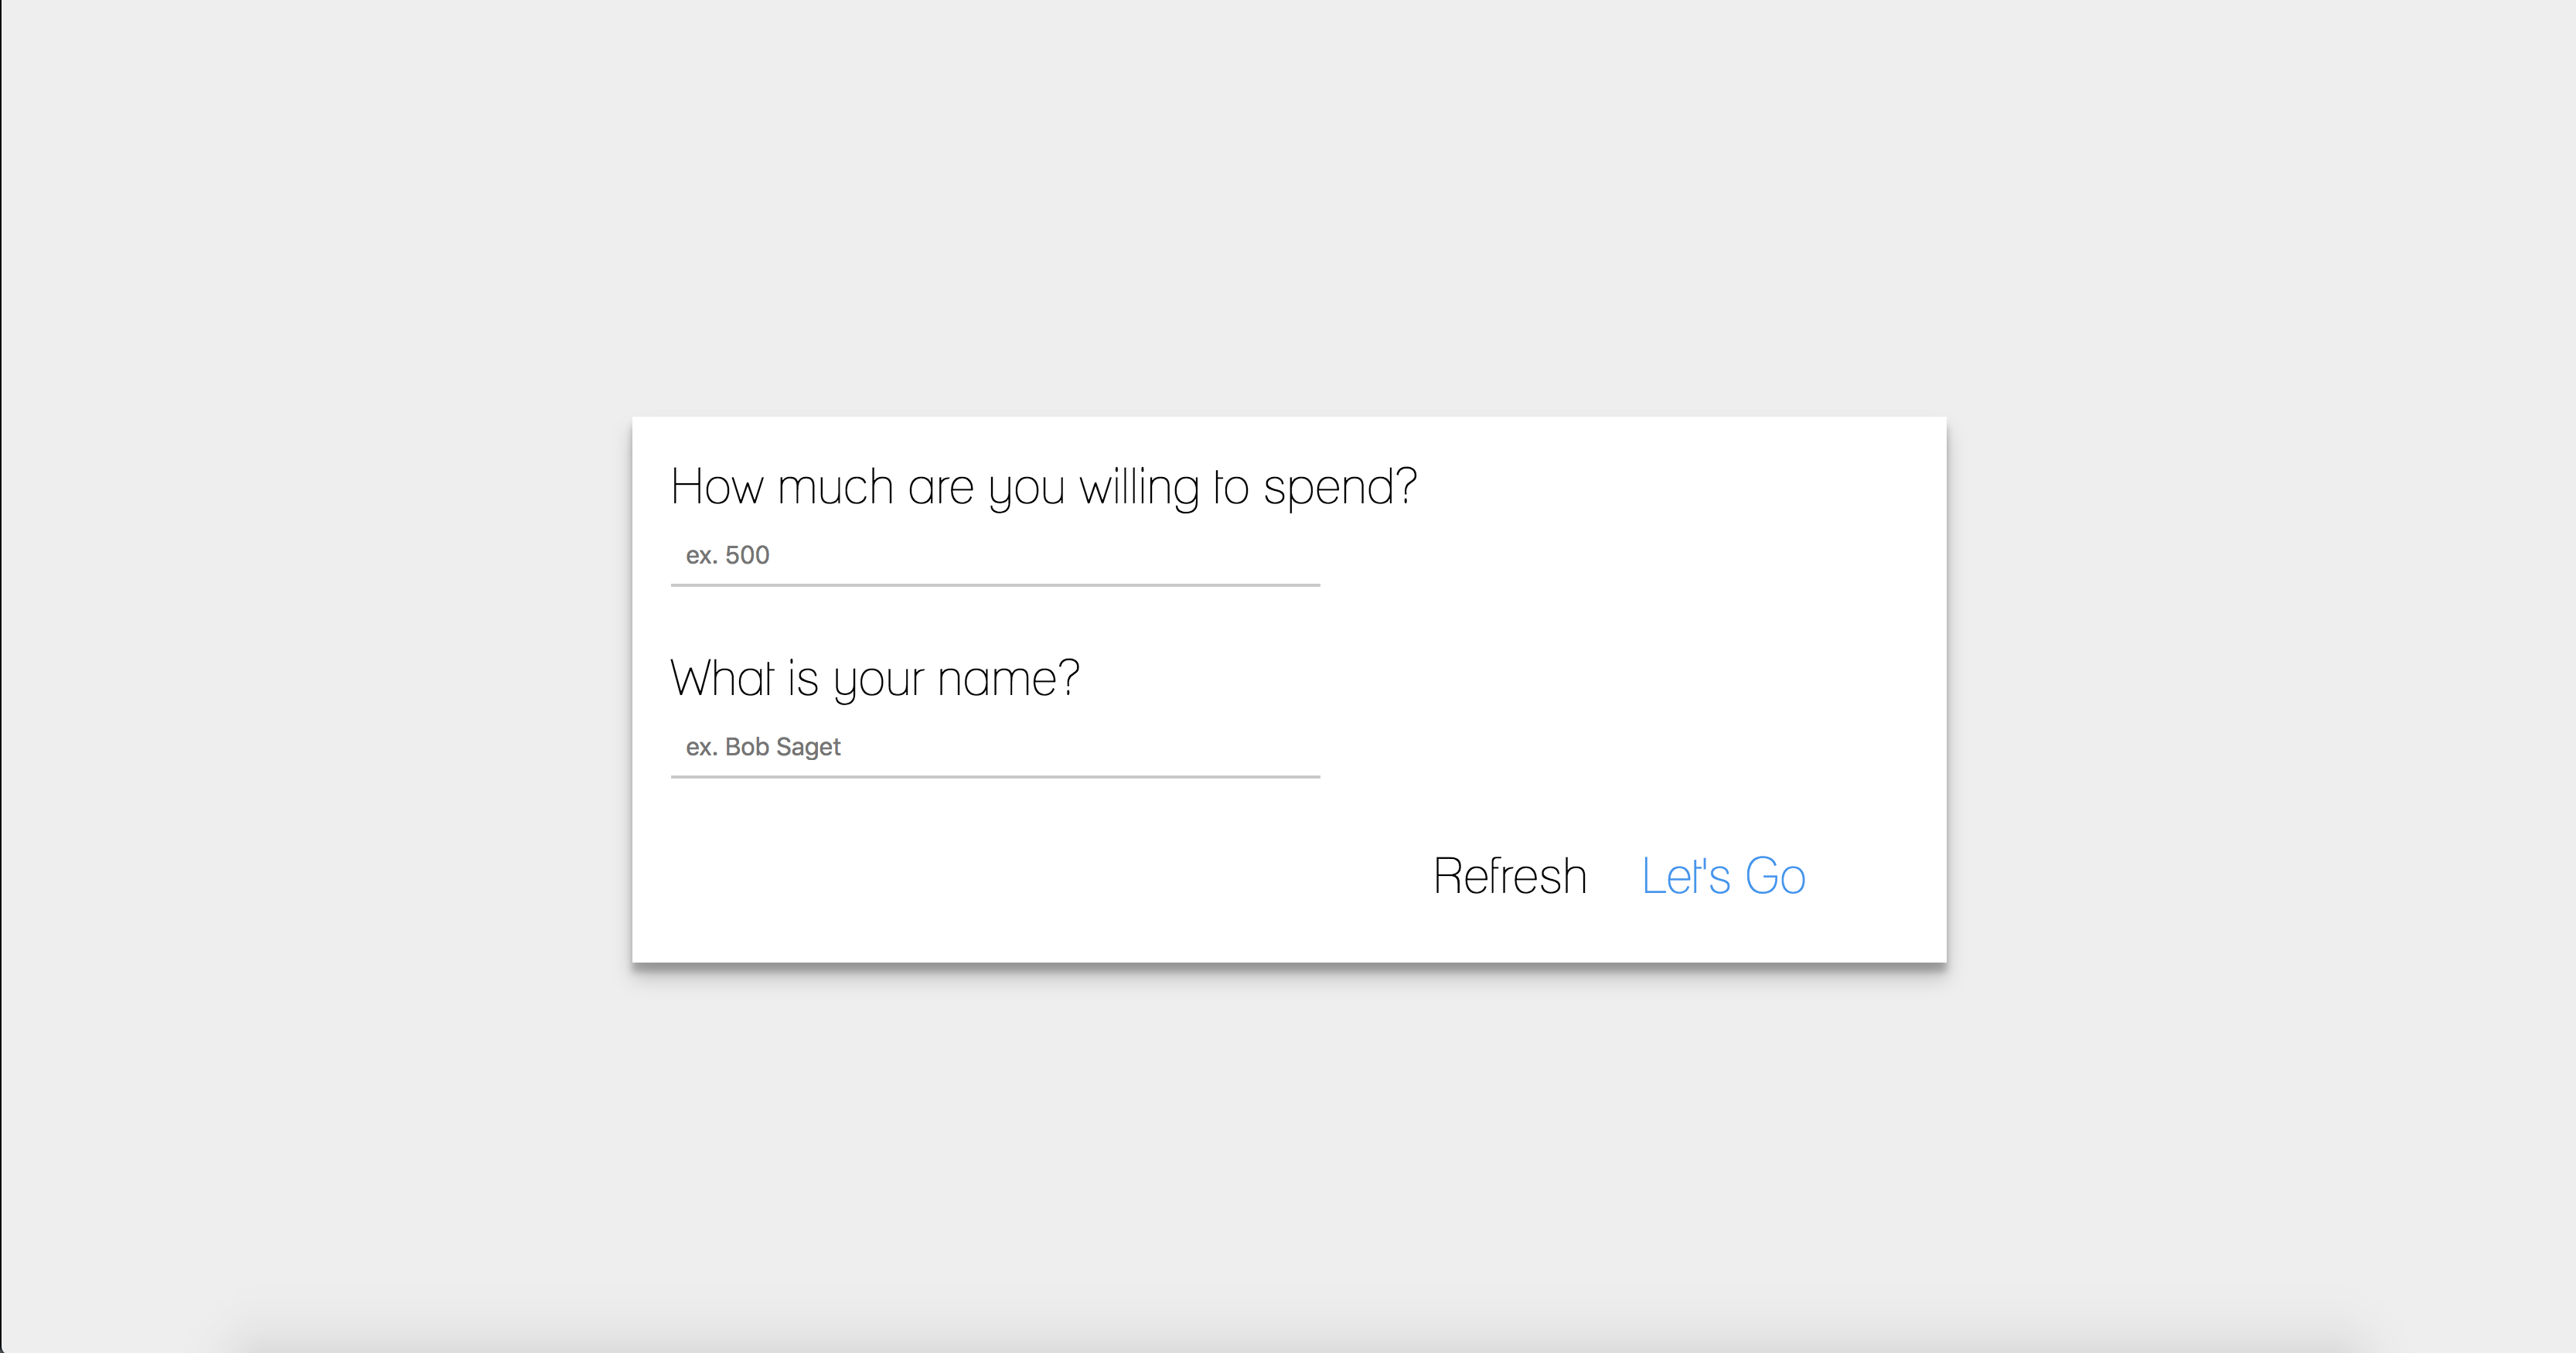 How much are you willing to spend?
ex. 500
What is your name?
ex. Bob Saget
Refresh Let's Go